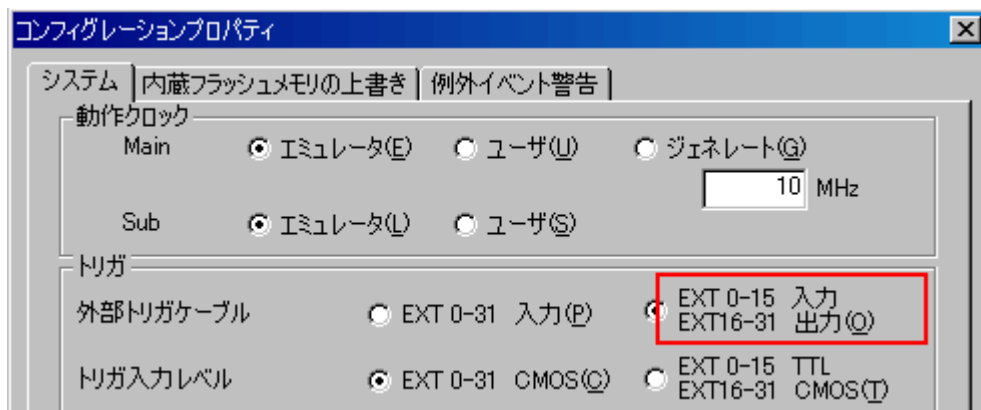 コンフィグレーションプロパティ
システム 内蔵フラッシュメモリの上書き 例外イベント警告
動作クロック
Main エミュレータ(E) ユーザ(U) ジェネレート(G)
10 MHz
Sub エミュレータ(L) ユーザ(S)
トリガ
外部トリガケーブル EXT 0-31 入力(P) EXT 0-15 入力
EXT16-31 出力(O)
トリガ入力レベル EXT 0-31 CMOS(C) EXT 0-15 TTL
EXT16-31 CMOS(T)